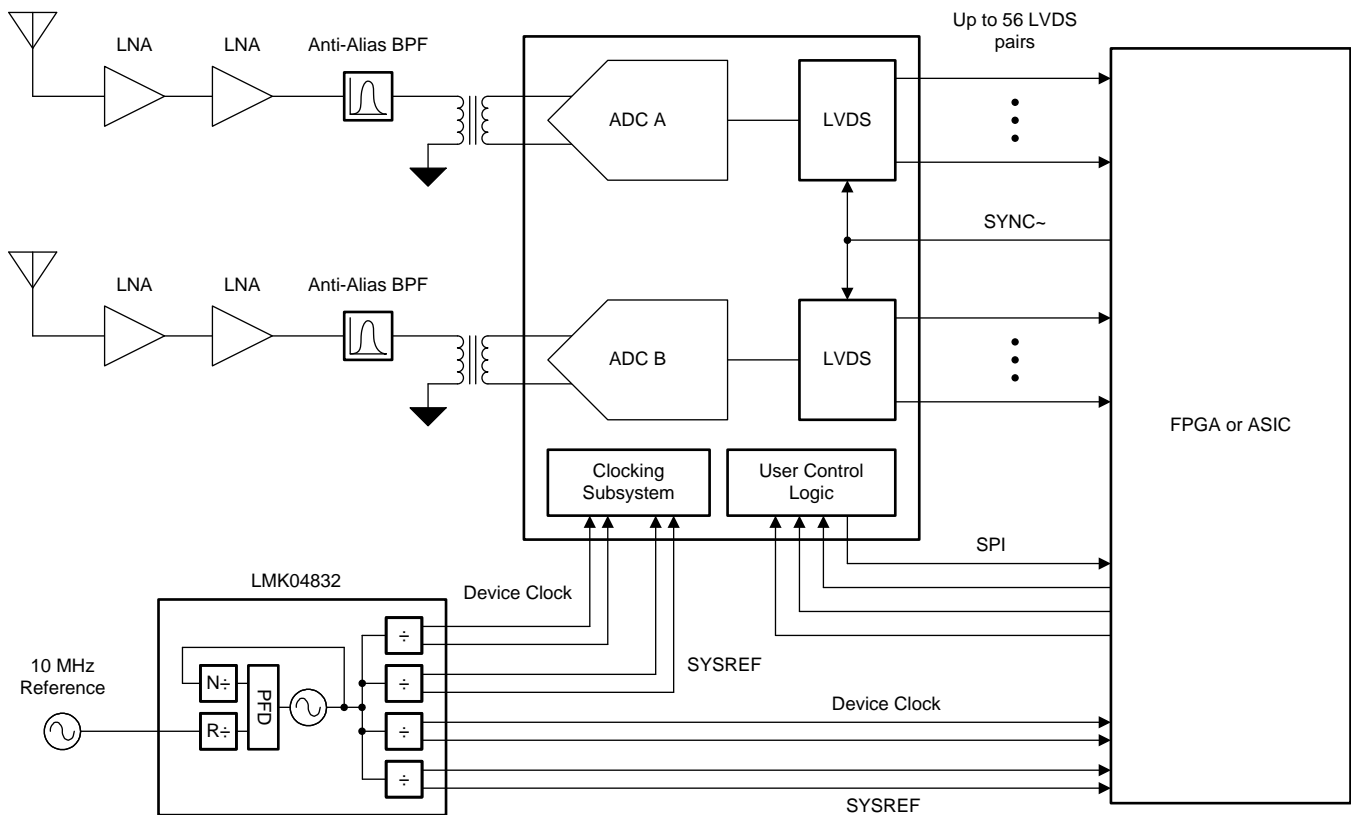 Up to 56 LVDS
pairs
LNA
LNA
Anti-Alias BPF
ADC A
LVDS
SYNC~
LNA
LNA
Anti-Alias BPF
ADC B
LVDS
FPGA or ASIC
Clocking
Subsystem
User Control
Logic
SPI
LMK04832
Device Clock
÷
10 MHz
Reference
N÷
PFD
÷
SYSREF
R÷
÷
Device Clock
÷
SYSREF